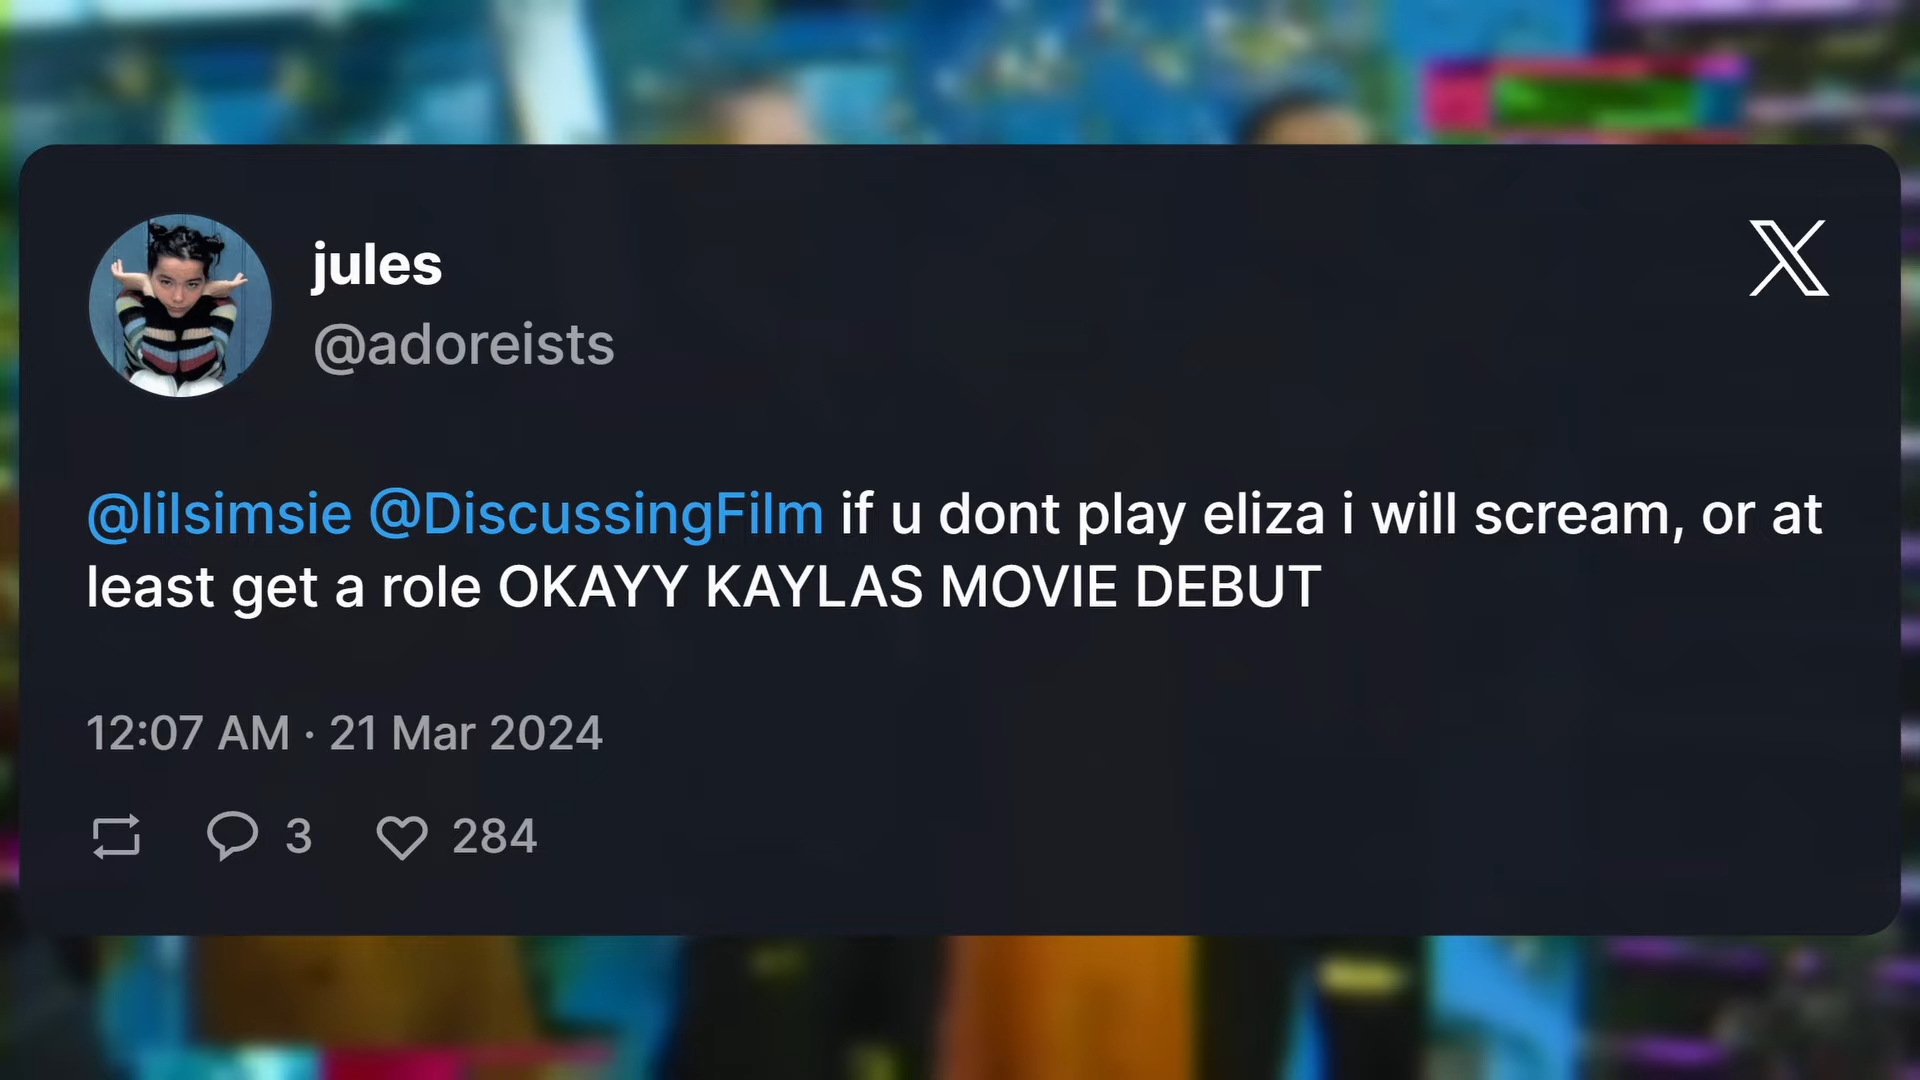 jules
@adoreists
@lilsimsie @DiscussingFilm if u dont play eliza i will scream, or at
least get a role OKAYY KAYLAS MOVIE DEBUT
12:07 AM · 21 Mar 2024
3 284